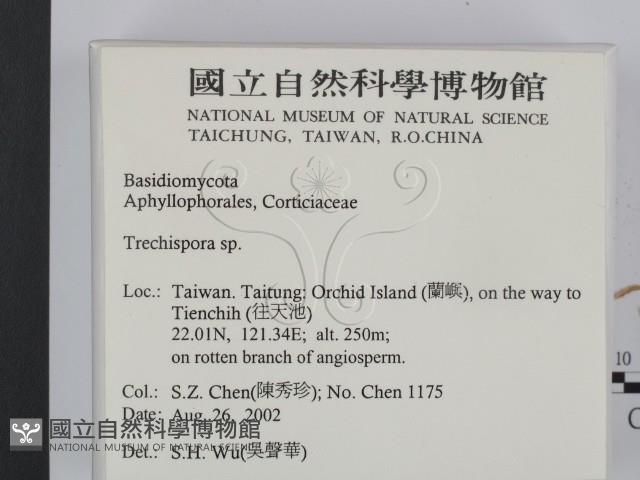 國立自然科學博物館
NATIONAL MUSEUM OF NATURAL SCIENCE
TAICHUNG, TAIWAN, R.O.CHINA
Basidiomycota
Aphyllophorales, Corticiaceae
Trechispora sp.
Loc.: Taiwan. Taitung: Orchid Island (蘭嶼), on the way to
Tienchih (往天池)
22.01N, 121.34E; alt. 250m;
on rotten branch of angiosperm.
Col.: S.Z. Chen(陳秀珍); No. Chen 1175
Date: Aug. 26, 2002
Det.: S.H. Wu(吳聲華)
國立自然科學博物館
NATIONAL MUSEUM OF NATURAL SCIENCE
10